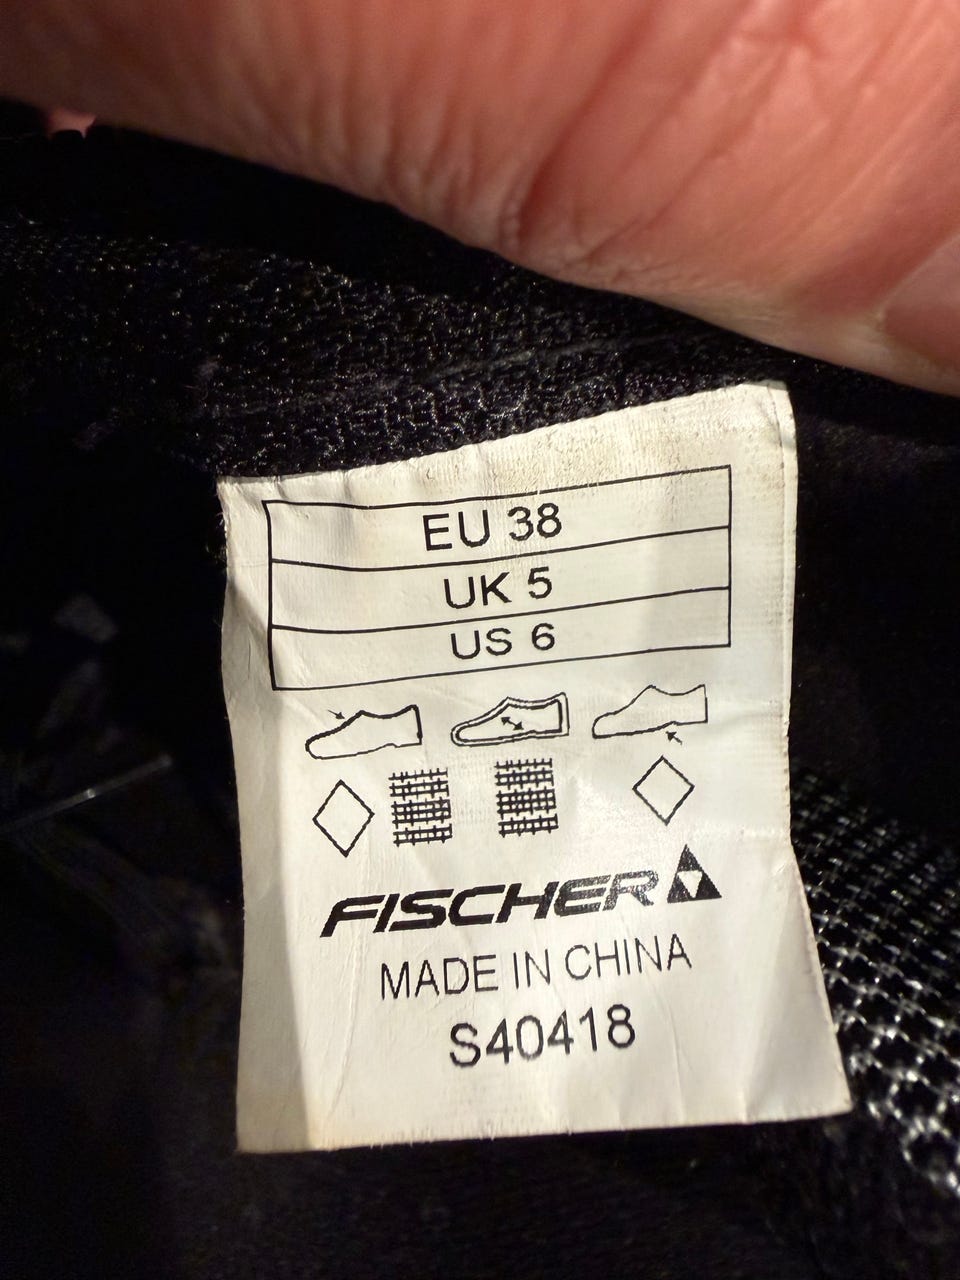 EU 38
UK 5
US 6
FISCHER
MADE IN CHINA
S40418